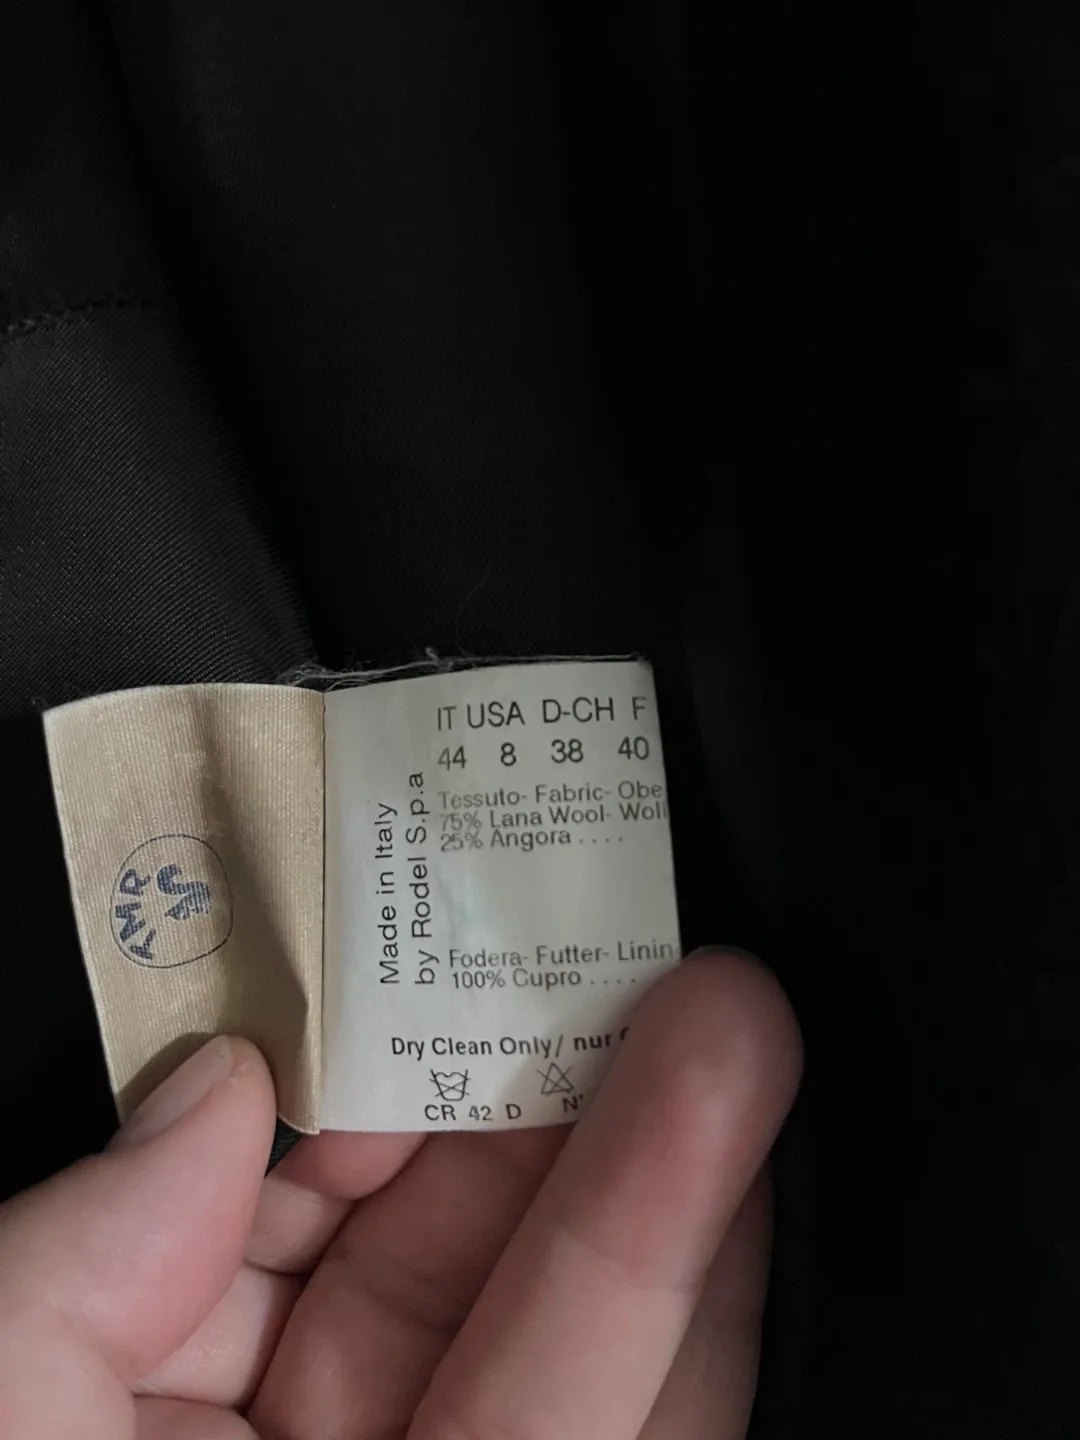 IT USA D-CH F
44 8 38 40
Tessuto- Fabric- Obe
75% Lana Wool- Woll
25% Angora ....
Made in Italy
by Rodel S.p.a
Fodera- Futter- Linin
100% Cupro ....
Dry Clean Only/ nur
CR 42 D N'